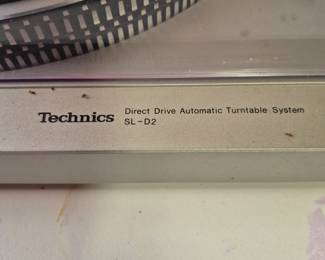 Technics Direct Drive Automatic Turntable System
SL-D2